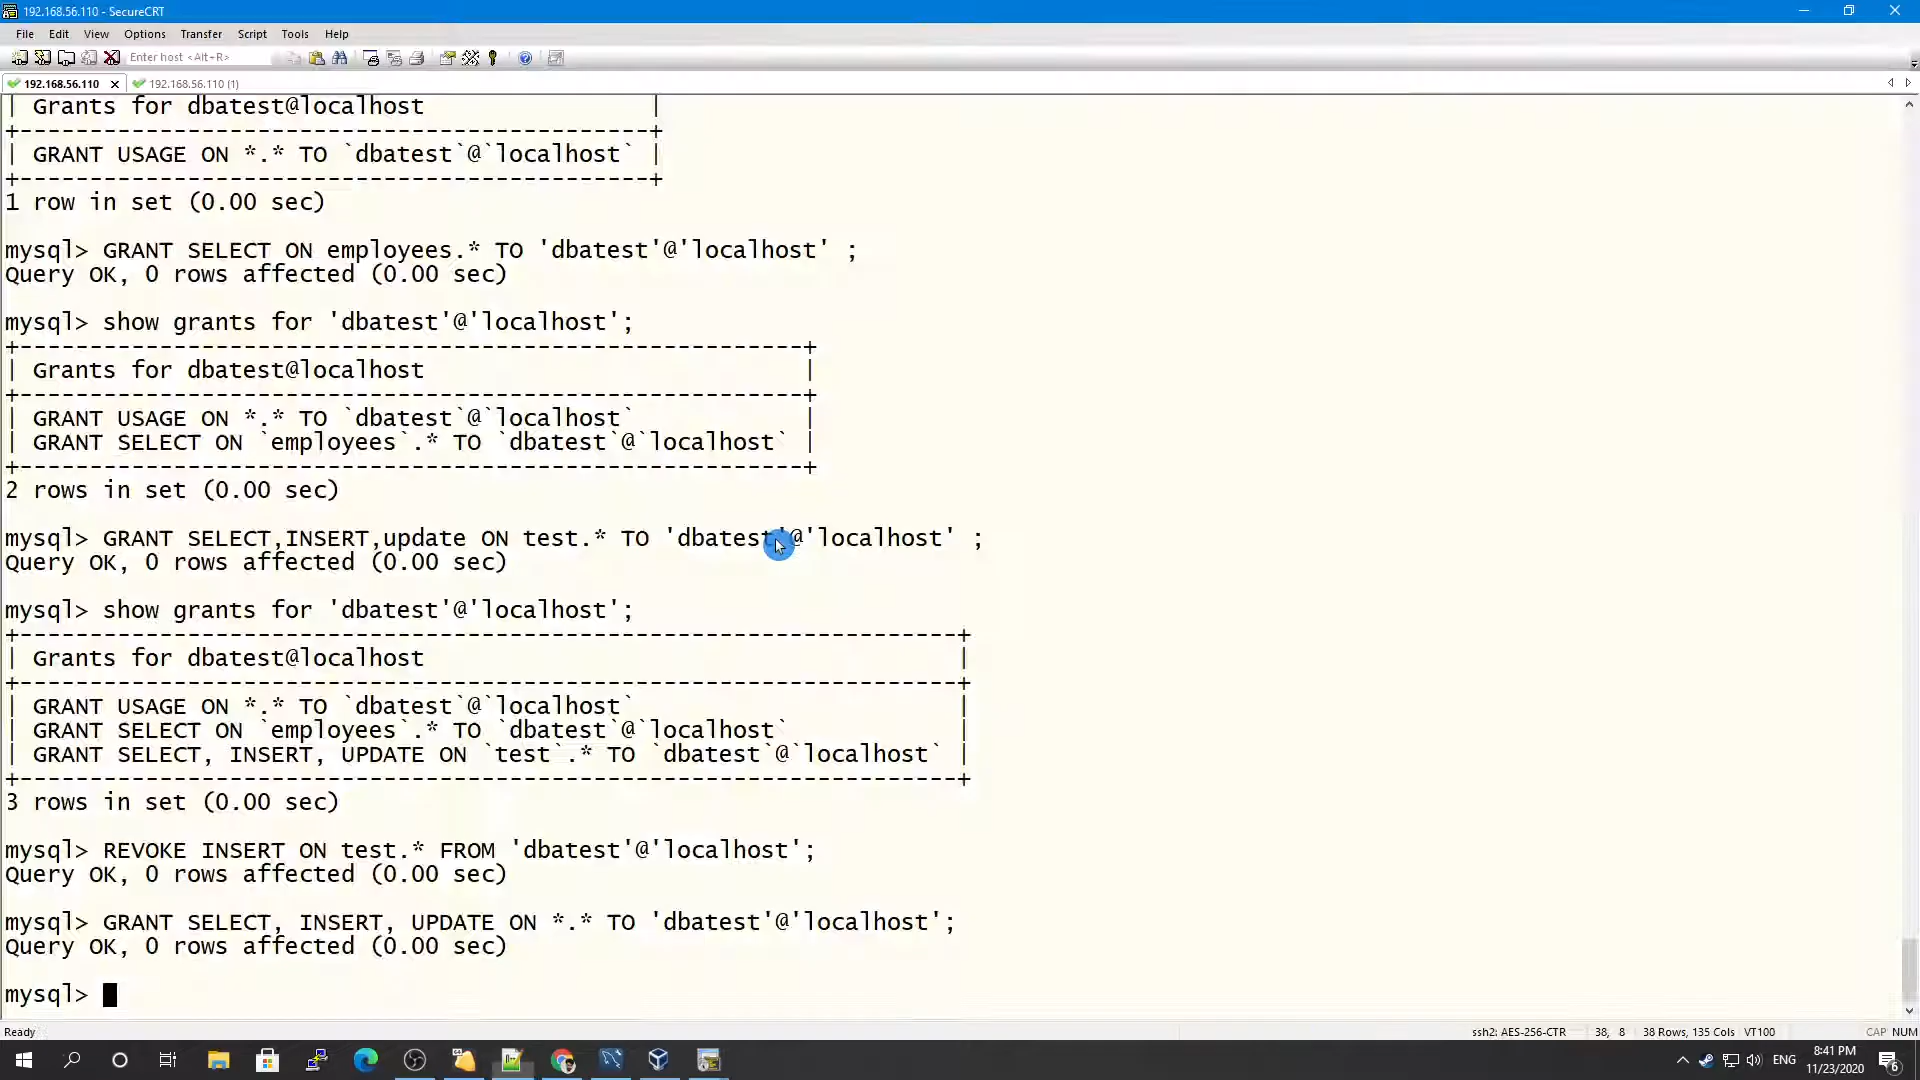 192.168.56.110 - SecureCRT
File Edit View Options Transfer Script Tools Help
Enter host <Alt+R>
192.168.56.110 192.168.56.110 (1)
| Grants for dbatest@localhost |
+----------------------------------------------+
| GRANT USAGE ON *.* TO `dbatest`@`localhost` |
+----------------------------------------------+
1 row in set (0.00 sec)
mysql> GRANT SELECT ON employees.* TO 'dbatest'@'localhost' ;
Query OK, 0 rows affected (0.00 sec)
mysql> show grants for 'dbatest'@'localhost';
+---------------------------------------------------------+
| Grants for dbatest@localhost |
+---------------------------------------------------------+
| GRANT USAGE ON *.* TO `dbatest`@`localhost` |
| GRANT SELECT ON `employees`.* TO `dbatest`@`localhost` |
+---------------------------------------------------------+
2 rows in set (0.00 sec)
mysql> GRANT SELECT,INSERT,update ON test.* TO 'dbatest'@'localhost' ;
Query OK, 0 rows affected (0.00 sec)
mysql> show grants for 'dbatest'@'localhost';
+--------------------------------------------------------------------+
| Grants for dbatest@localhost |
+--------------------------------------------------------------------+
| GRANT USAGE ON *.* TO `dbatest`@`localhost` |
| GRANT SELECT ON `employees`.* TO `dbatest`@`localhost` |
| GRANT SELECT, INSERT, UPDATE ON `test`.* TO `dbatest`@`localhost` |
+--------------------------------------------------------------------+
3 rows in set (0.00 sec)
mysql> REVOKE INSERT ON test.* FROM 'dbatest'@'localhost';
Query OK, 0 rows affected (0.00 sec)
mysql> GRANT SELECT, INSERT, UPDATE ON *.* TO 'dbatest'@'localhost';
Query OK, 0 rows affected (0.00 sec)
mysql>
Ready ssh2: AES-256-CTR 38, 8 38 Rows, 135 Cols VT100 CAP NUM
ENG 8:41 PM
11/23/2020 6